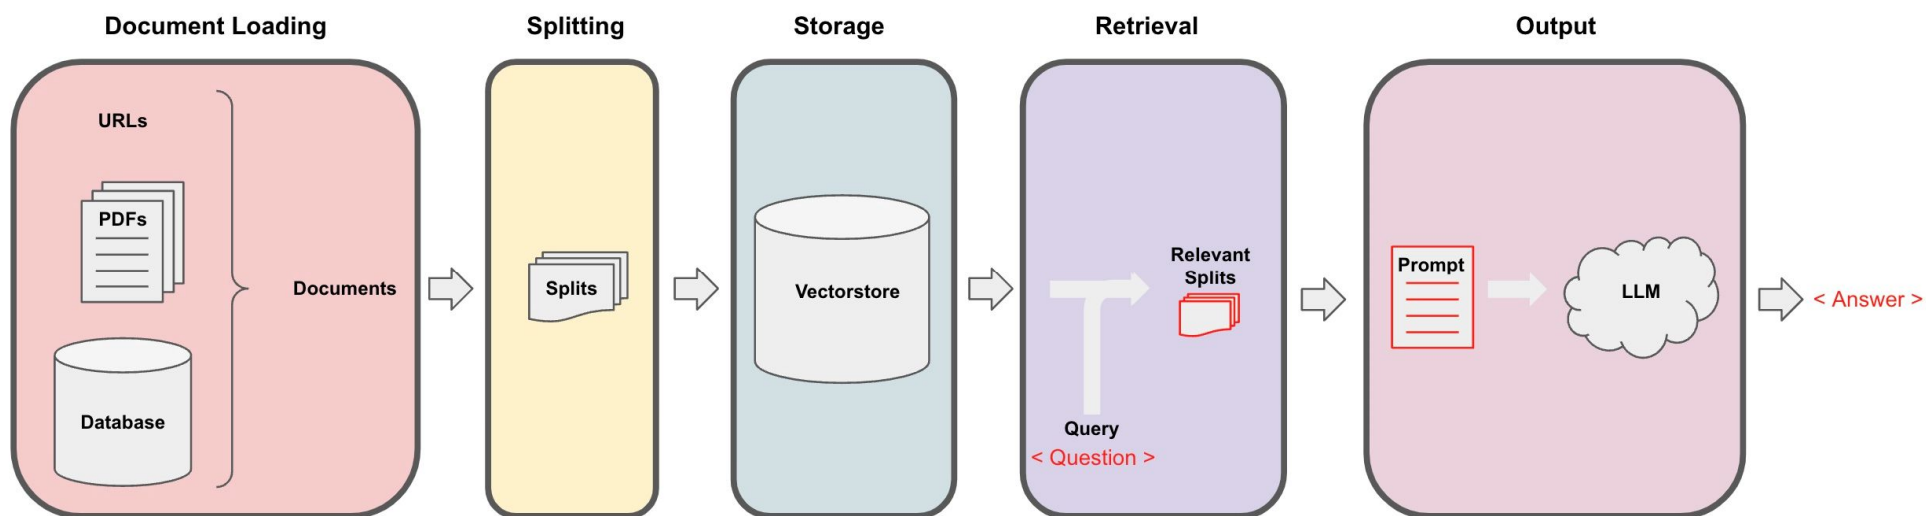 Document Loading
Splitting
Storage
Retrieval
Output
URLs
PDFs
Documents
Database
Splits
Vectorstore
Relevant
Splits
Query
< Question >
Prompt
LLM
< Answer >